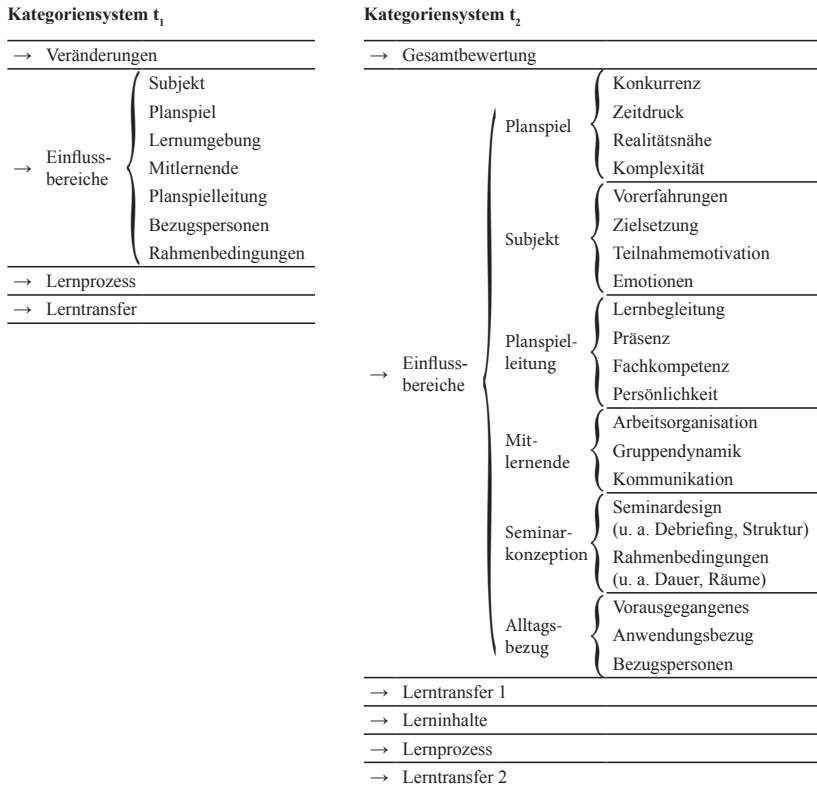 Kategoriensystem t1
→ Veränderungen
→ Einfluss-
bereiche
Subjekt
Planspiel
Lernumgebung
Mitlernende
Planspielleitung
Bezugspersonen
Rahmenbedingungen
→ Lernprozess
→ Lerntransfer
Kategoriensystem t2
→ Gesamtbewertung
→ Einfluss-
bereiche
Planspiel
Konkurrenz
Zeitdruck
Realitätsnähe
Komplexität
Subjekt
Vorerfahrungen
Zielsetzung
Teilnahmemotivation
Emotionen
Planspiel-
leitung
Lernbegleitung
Präsenz
Fachkompetenz
Persönlichkeit
Mit-
lernende
Arbeitsorganisation
Gruppendynamik
Kommunikation
Seminar-
konzeption
Seminardesign
(u. a. Debriefing, Struktur)
Rahmenbedingungen
(u. a. Dauer, Räume)
Alltags-
bezug
Vorausgegangenes
Anwendungsbezug
Bezugspersonen
→ Lerntransfer 1
→ Lerninhalte
→ Lernprozess
→ Lerntransfer 2